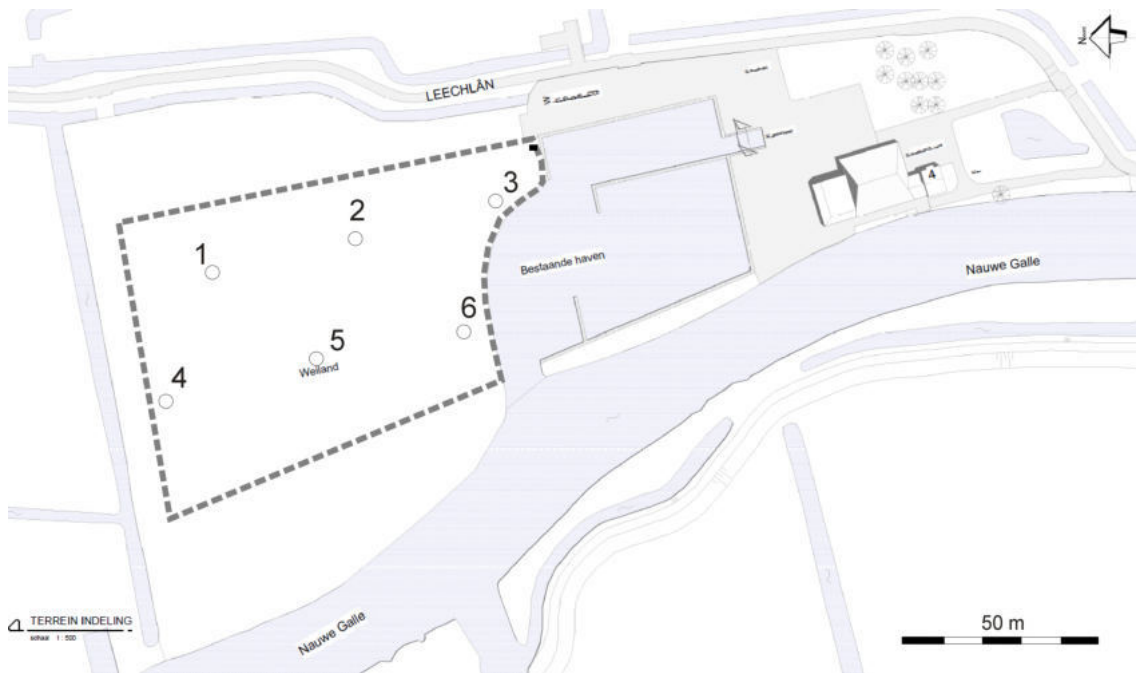 LEECHLÂN
3
2
1
Bestaande haven
Nauwe Galle
6
5
Weiland
4
4
TERREIN INDELING
schaal 1 : 500
Nauwe Galle
50 m